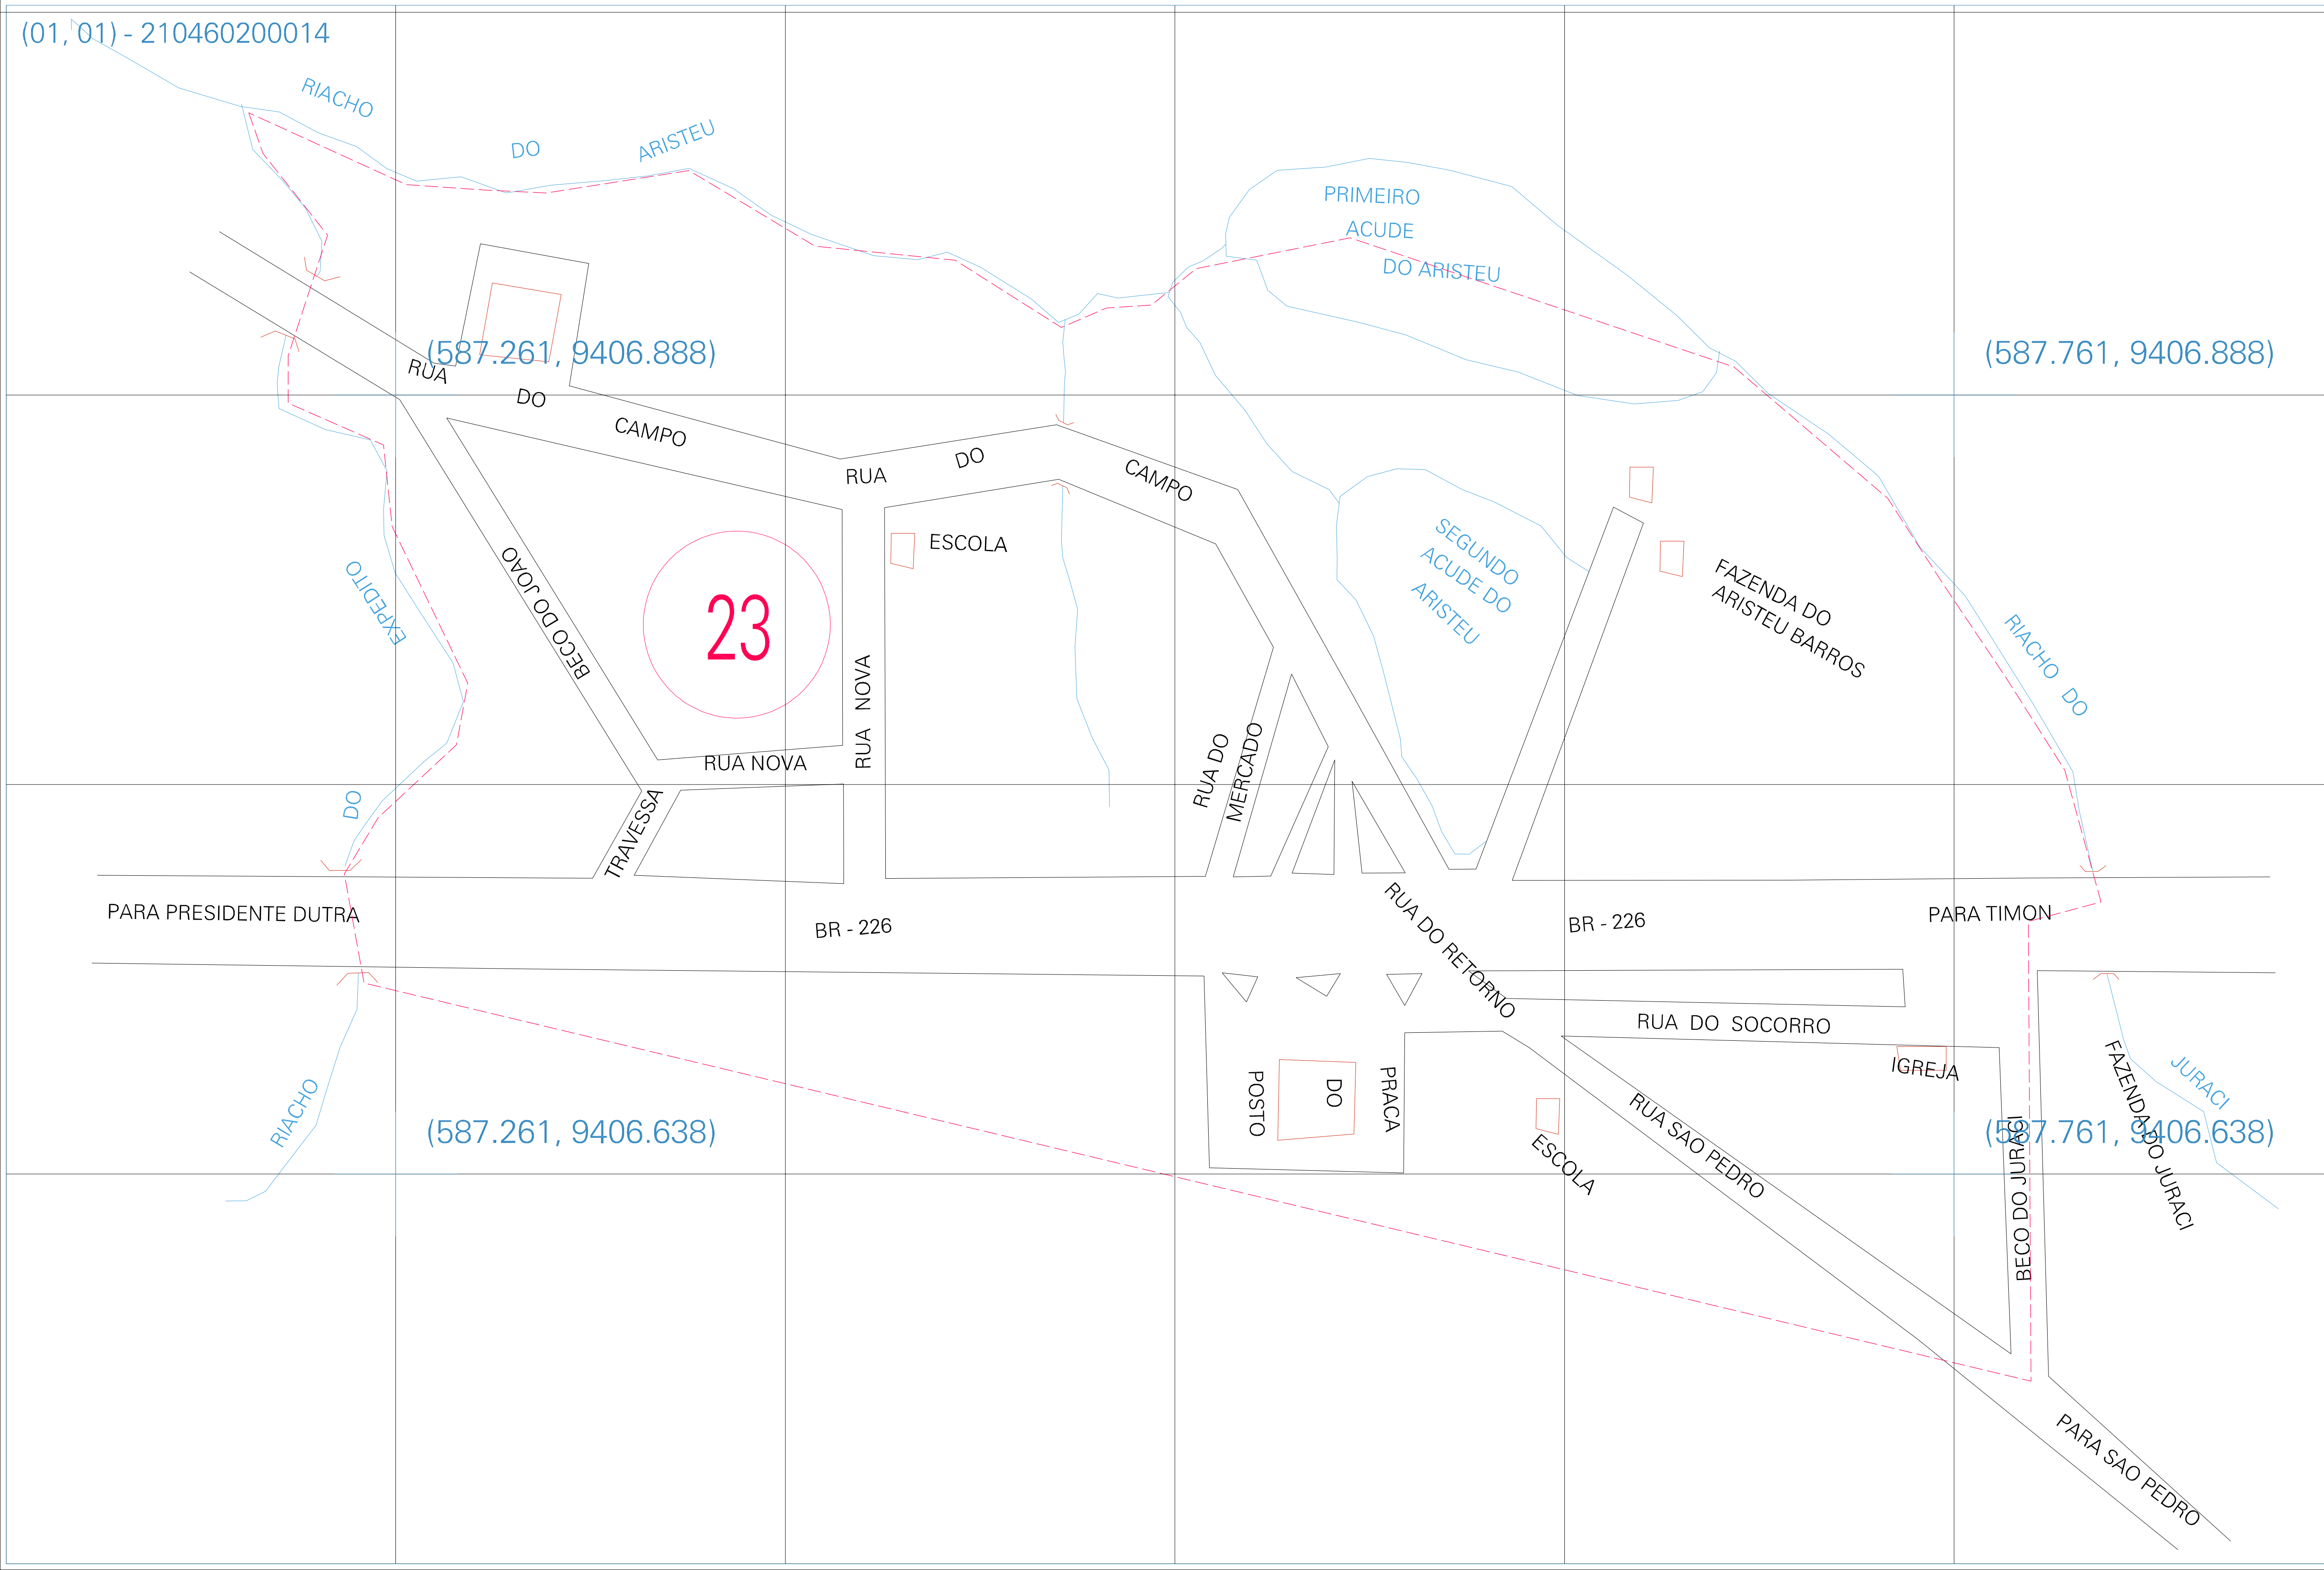 (01, 01) - 210460200014
RIACHO
DO
ARISTEU
PRIMEIRO
ACUDE
DO ARISTEU
(587.261, 9406.888)
(587.761, 9406.888)
RUA
DO
CAMPO
RUA
DO
CAMPO
ESCOLA
SEGUNDO
ACUDE DO
ARISTEU
FAZENDA DO
ARISTEU BARROS
EXPEDITO
BECO DO JOAO
23
RUA NOVA
RUA NOVA
RIACHO DO
RUA DO
MERCADO
DO
TRAVESSA
PARA PRESIDENTE DUTRA
BR - 226
RUA DO RETORNO
BR - 226
PARA TIMON
RUA DO SOCORRO
IGREJA
POSTO
DO
PRACA
RIACHO
(587.261, 9406.638)
ESCOLA
RUA SAO PEDRO
BECO DO JURACI
FAZENDA DO JURACI
JURACI
(587.761, 9406.638)
PARA SAO PEDRO